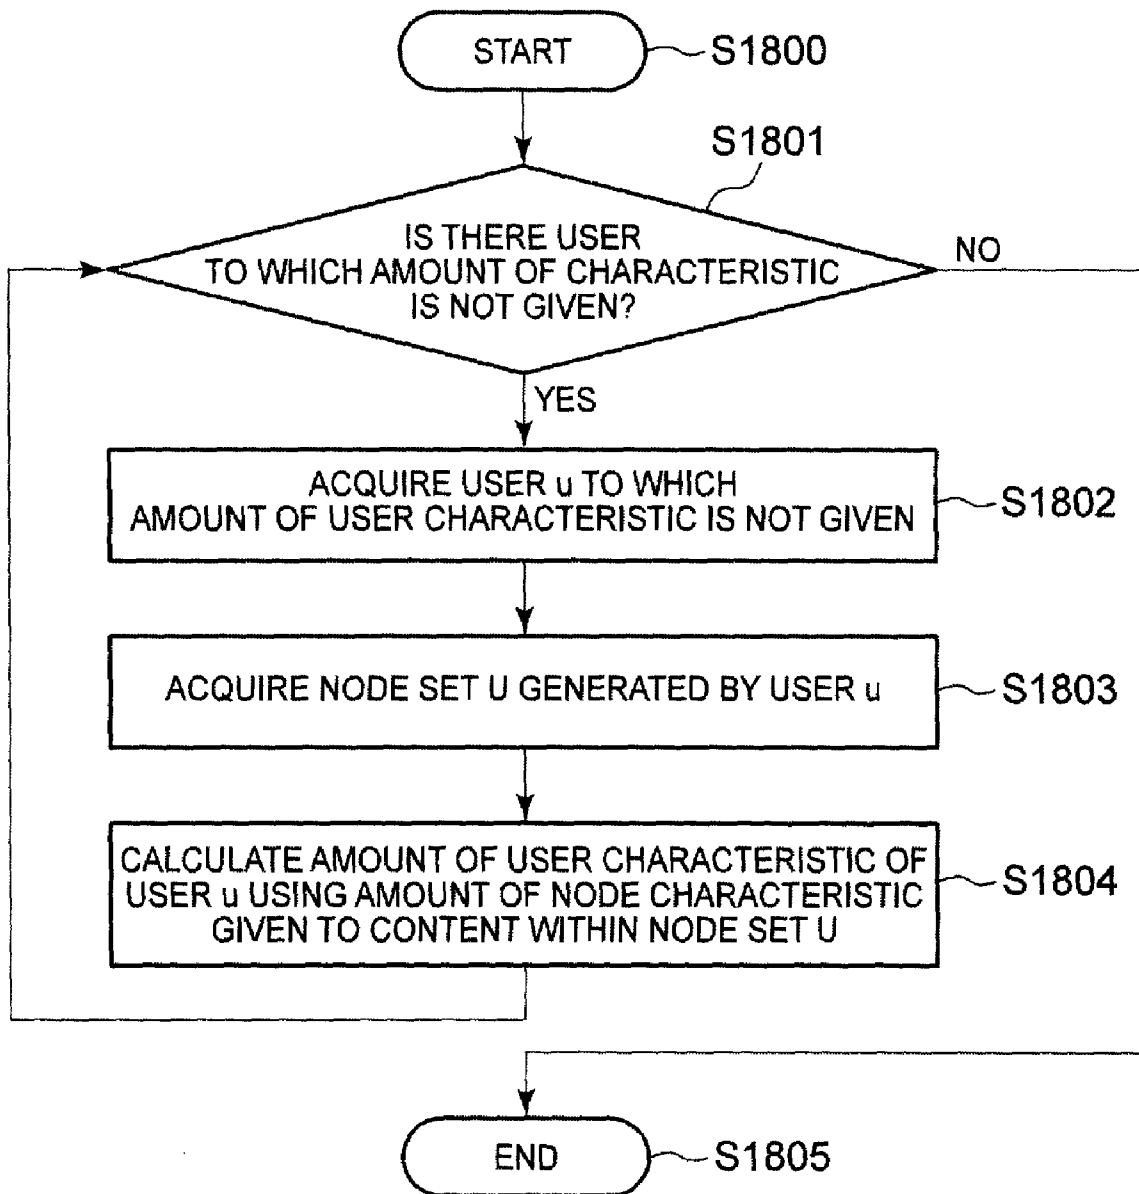 START
S1800
S1801
IS THERE USER
TO WHICH AMOUNT OF CHARACTERISTIC
IS NOT GIVEN?
NO
YES
ACQUIRE USER u TO WHICH
AMOUNT OF USER CHARACTERISTIC IS NOT GIVEN
S1802
ACQUIRE NODE SET U GENERATED BY USER u
S1803
CALCULATE AMOUNT OF USER CHARACTERISTIC OF
USER u USING AMOUNT OF NODE CHARACTERISTIC
GIVEN TO CONTENT WITHIN NODE SET U
S1804
END
S1805